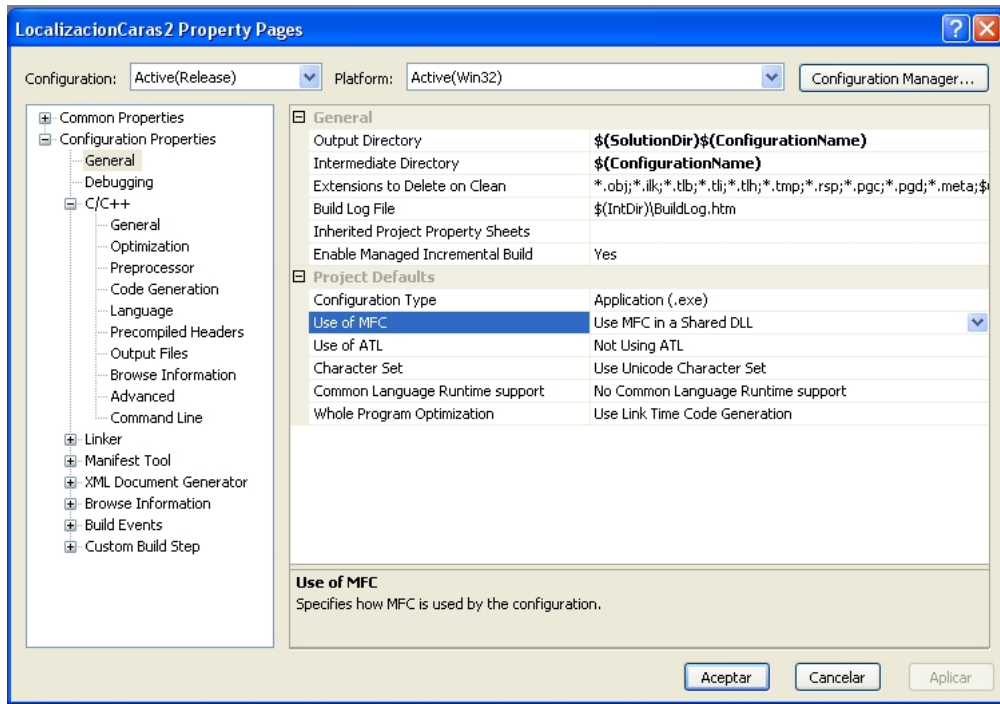 LocalizacionCaras2 Property Pages
Configuration: Active(Release) Platform: Active(Win32) Configuration Manager...
Common Properties
Configuration Properties
General
Debugging
C/C++
General
Optimization
Preprocessor
Code Generation
Language
Precompiled Headers
Output Files
Browse Information
Advanced
Command Line
Linker
Manifest Tool
XML Document Generator
Browse Information
Build Events
Custom Build Step
General
Output Directory $(SolutionDir)$(ConfigurationName)
Intermediate Directory $(ConfigurationName)
Extensions to Delete on Clean *.obj;*.ilk;*.tlb;*.tli;*.tlh;*.tmp;*.rsp;*.pgc;*.pgd;*.meta;$(
Build Log File $(IntDir)\BuildLog.htm
Inherited Project Property Sheets
Enable Managed Incremental Build Yes
Project Defaults
Configuration Type Application (.exe)
Use of MFC Use MFC in a Shared DLL
Use of ATL Not Using ATL
Character Set Use Unicode Character Set
Common Language Runtime support No Common Language Runtime support
Whole Program Optimization Use Link Time Code Generation
Use of MFC
Specifies how MFC is used by the configuration.
Aceptar Cancelar Aplicar